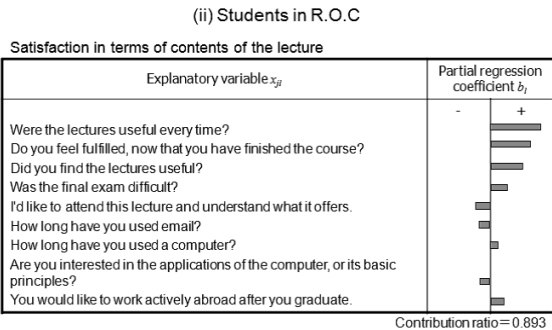 (ii) Students in R.O.C
Satisfaction in terms of contents of the lecture
Explanatory variable xji
Partial regression
coefficient bi
- +
Were the lectures useful every time?
Do you feel fulfilled, now that you have finished the course?
Did you find the lectures useful?
Was the final exam difficult?
I'd like to attend this lecture and understand what it offers.
How long have you used email?
How long have you used a computer?
Are you interested in the applications of the computer, or its basic
principles?
You would like to work actively abroad after you graduate.
Contribution ratio=0.893